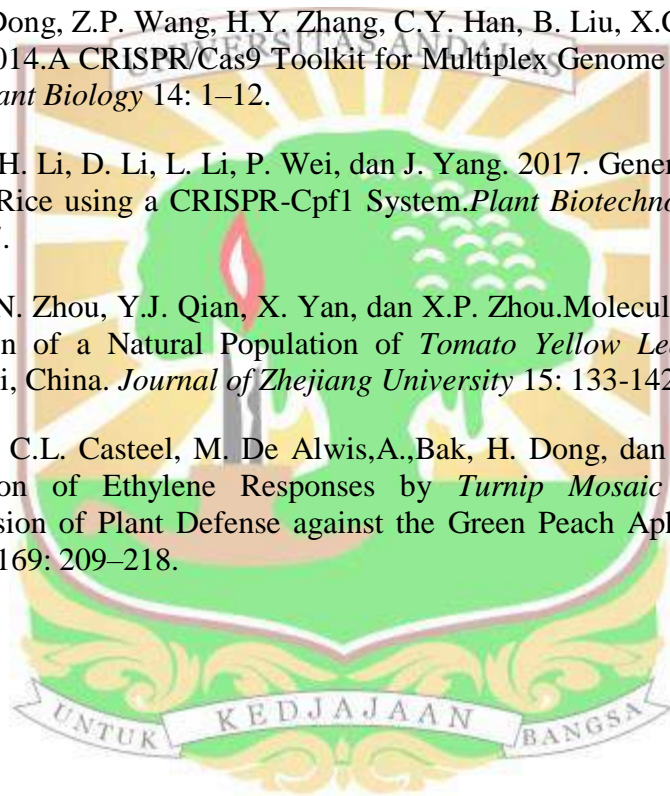 Dong, Z.P. Wang, H.Y. Zhang, C.Y. Han, B. Liu, X.C
014.A CRISPR/Cas9 Toolkit for Multiplex Genome
ant Biology 14: 1–12.
H. Li, D. Li, L. Li, P. Wei, dan J. Yang. 2017. Gener
Rice using a CRISPR-Cpf1 System.Plant Biotechno
N. Zhou, Y.J. Qian, X. Yan, dan X.P. Zhou.Molecul
n of a Natural Population of Tomato Yellow Le
i, China. Journal of Zhejiang University 15: 133-142
C.L. Casteel, M. De Alwis,A.,Bak, H. Dong, dan
on of Ethylene Responses by Turnip Mosaic
sion of Plant Defense against the Green Peach Aph
169: 209–218.
UNIVERSITAS ANDALAS
UNTUK KEDJAJAAN BANGSA